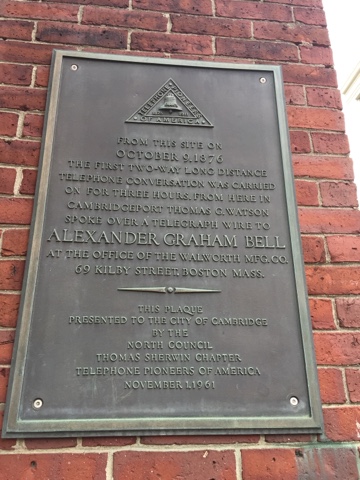 TELEPHONE PIONEERS
OF AMERICA
FROM THIS SITE ON
OCTOBER 9, 1876
THE FIRST TWO-WAY LONG DISTANCE
TELEPHONE CONVERSATION WAS CARRIED
ON FOR THREE HOURS. FROM HERE IN
CAMBRIDGEPORT THOMAS G. WATSON
SPOKE OVER A TELEGRAPH WIRE TO
ALEXANDER GRAHAM BELL
AT THE OFFICE OF THE WALWORTH MFG. CO.
69 KILBY STREET, BOSTON MASS.
THIS PLAQUE
PRESENTED TO THE CITY OF CAMBRIDGE
BY THE
NORTH COUNCIL
THOMAS SHERWIN CHAPTER
TELEPHONE PIONEERS OF AMERICA
NOVEMBER 1, 1961